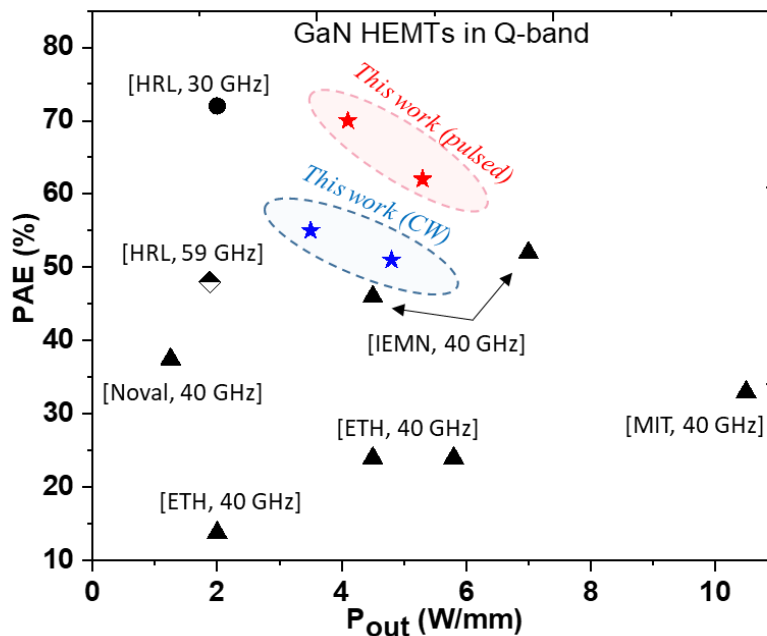 GaN HEMTs in Q-band
80
[HRL, 30 GHz]
This work (pulsed)
70
60
This work (CW)
[HRL, 59 GHz]
50
PAE (%)
40
[IEMN, 40 GHz]
[Noval, 40 GHz]
30
[ETH, 40 GHz]
[MIT, 40 GHz]
20
[ETH, 40 GHz]
10
0 2 4 6 8 10
Pout (W/mm)